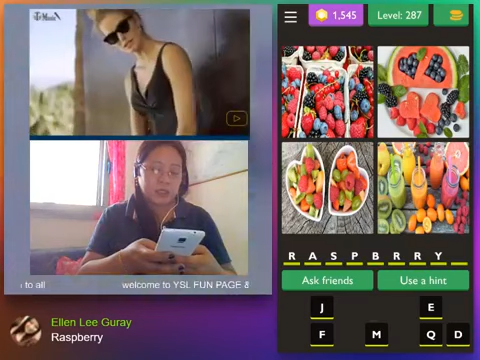 1,545
Level: 287
to all
welcome to YSL FUN PAGE &
R A S P B R R Y
Ask friends
Use a hint
J E
F M Q D
Ellen Lee Guray
Raspberry